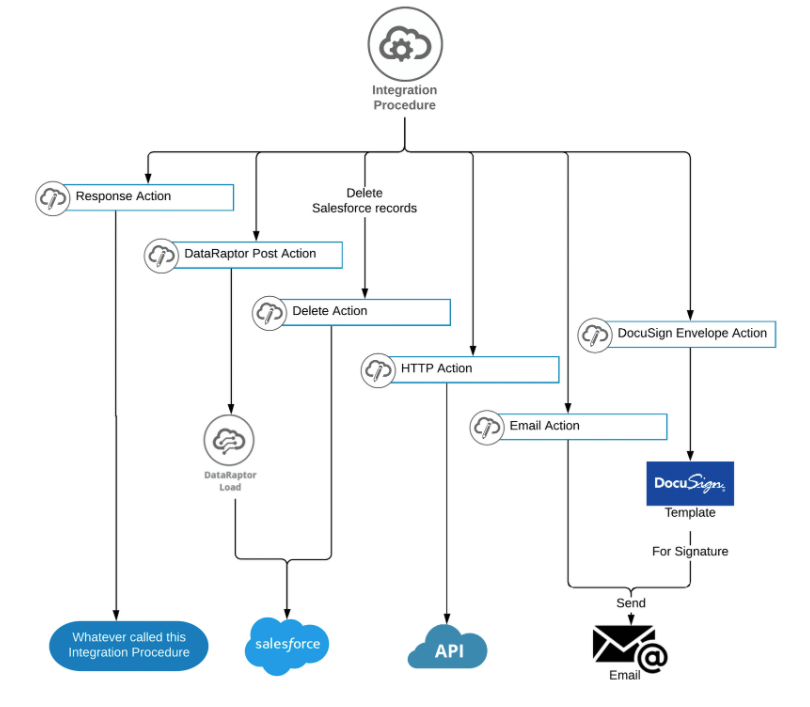 Integration
Procedure
Response Action
Delete
Salesforce records
DataRaptor Post Action
Delete Action
DocuSign Envelope Action
HTTP Action
Email Action
DataRaptor
Load
DocuSign
Template
For Signature
Send
Whatever called this
Integration Procedure
salesforce
API
Email